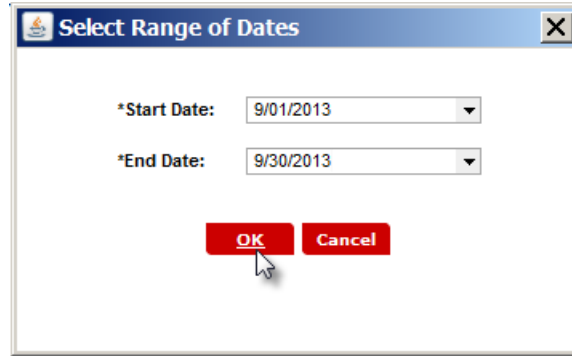 Select Range of Dates
*Start Date: 9/01/2013
*End Date: 9/30/2013
OK Cancel